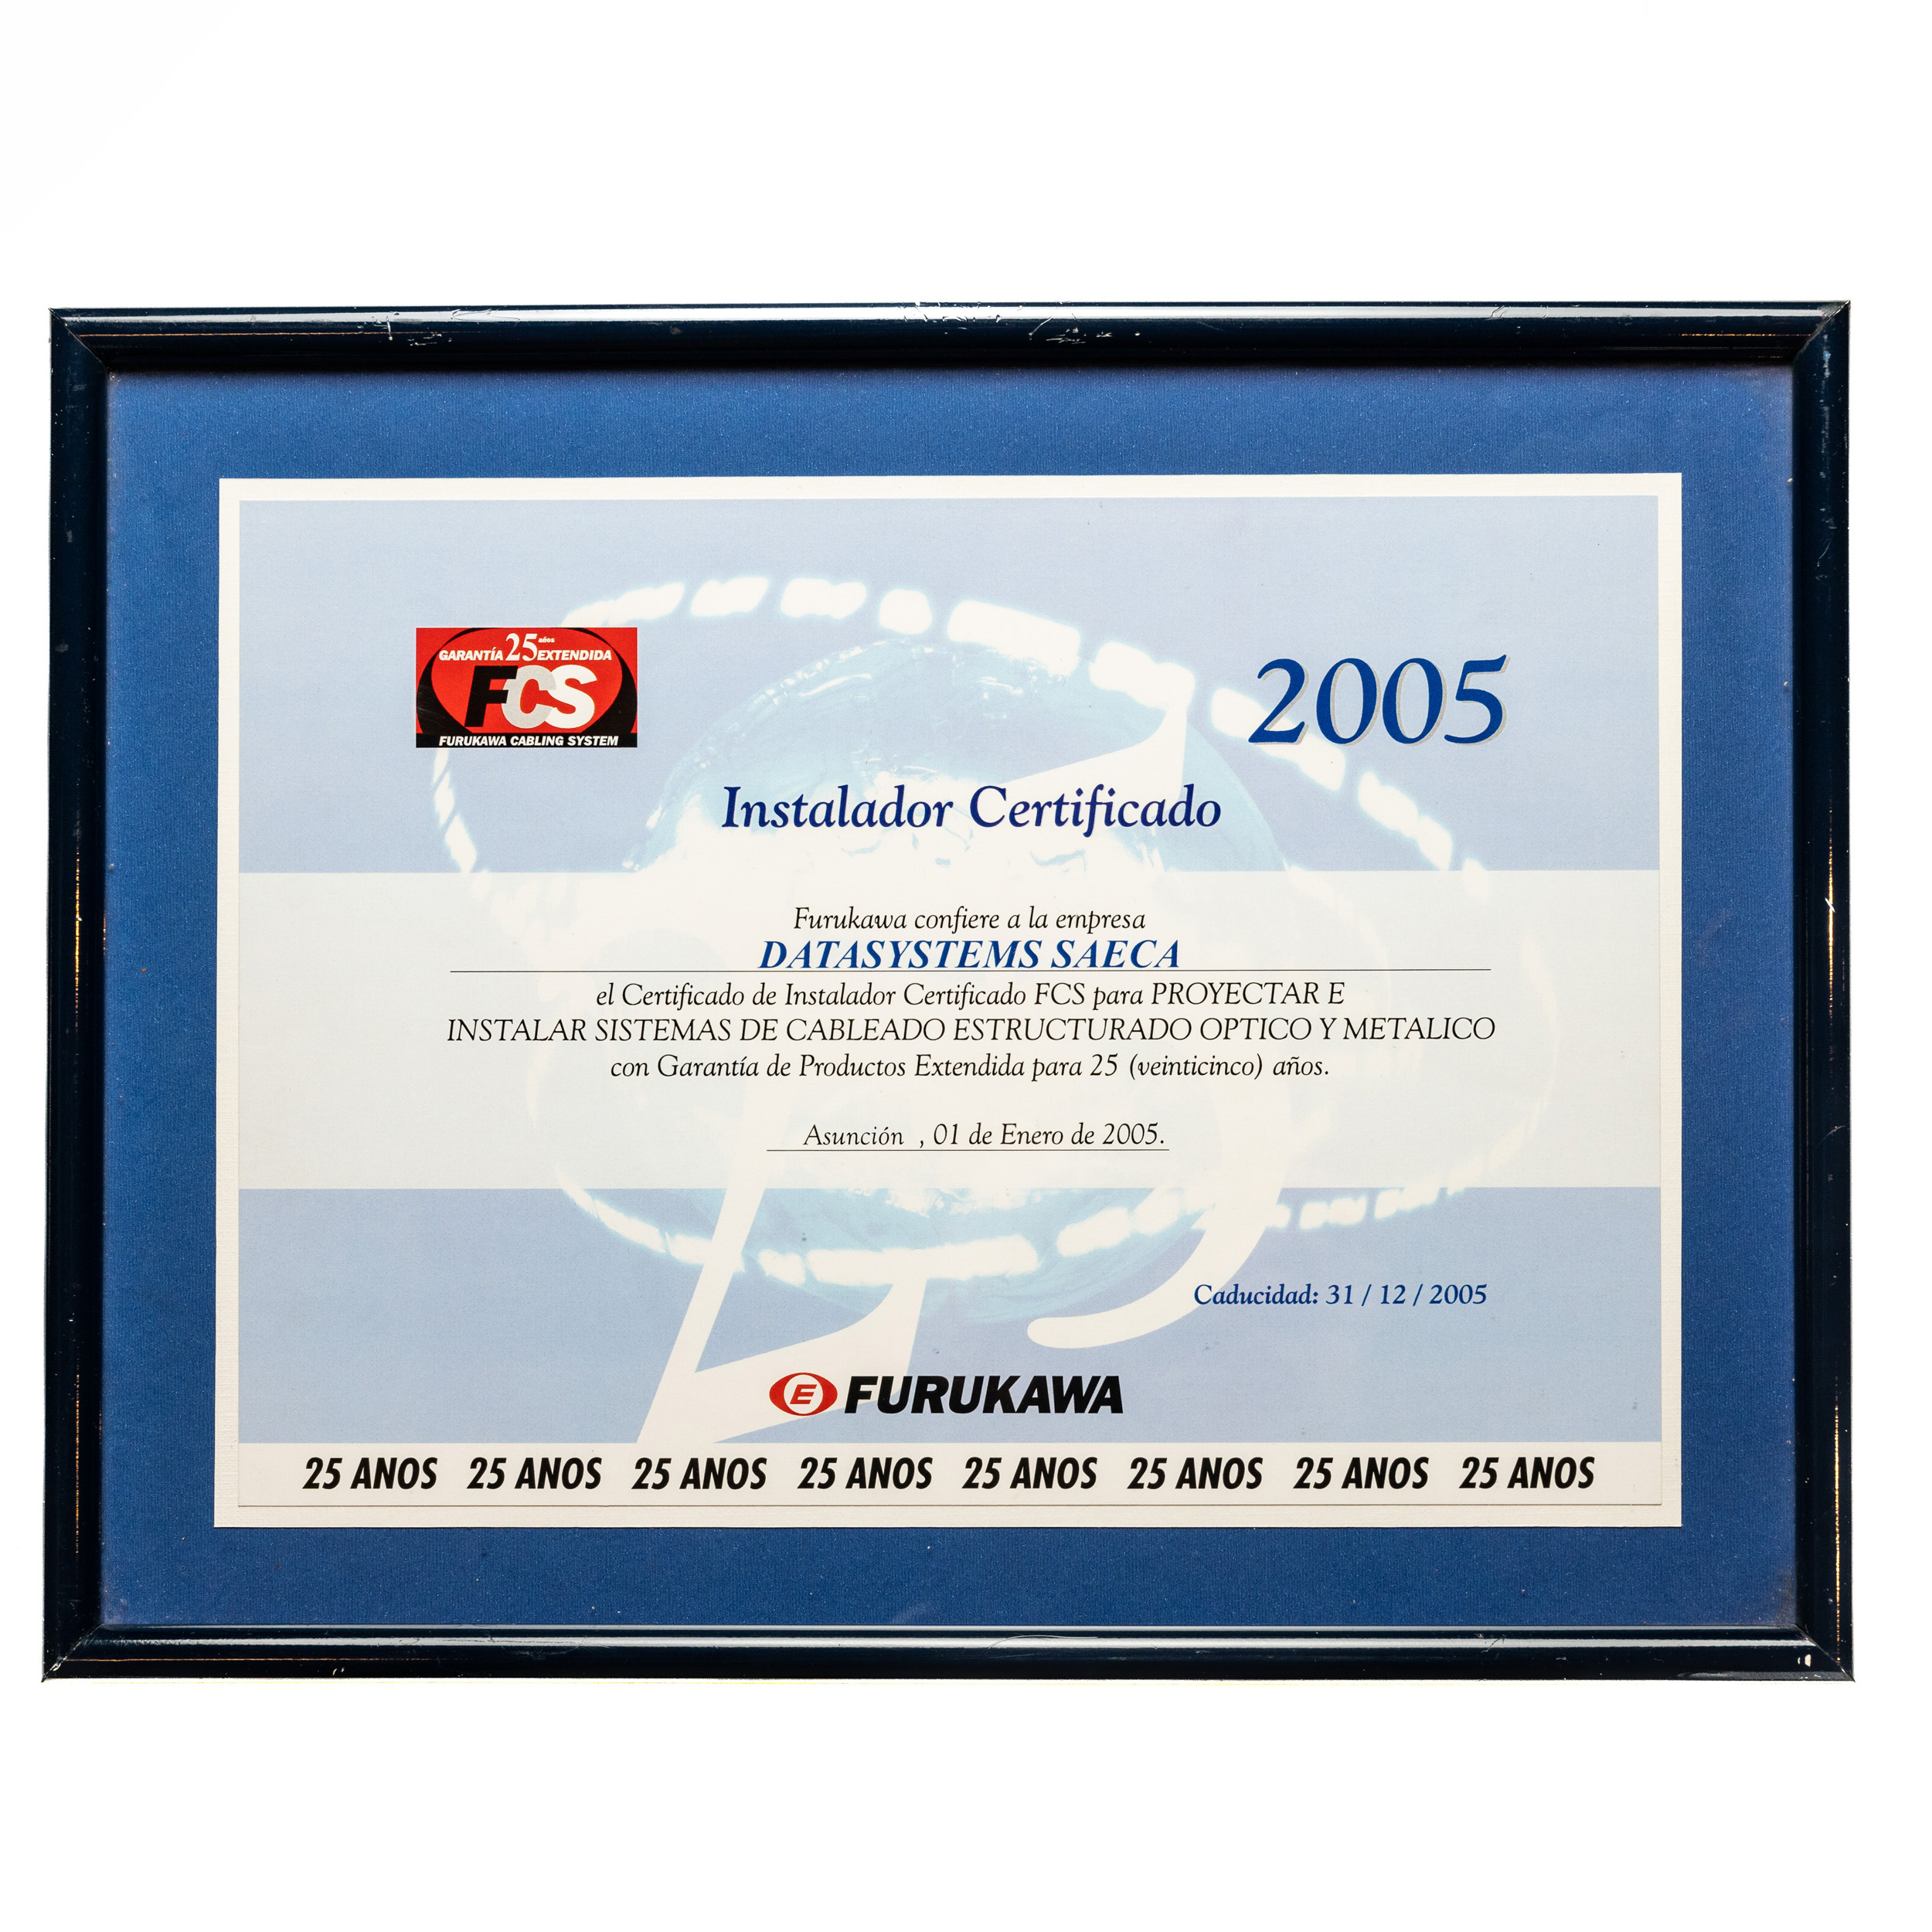 GARANTÍA 25 años EXTENDIDA
FCS
FURUKAWA CABLING SYSTEM
2005
Instalador Certificado
Furukawa confiere a la empresa
DATASYSTEMS SAECA
el Certificado de Instalador Certificado FCS para PROYECTAR E
INSTALAR SISTEMAS DE CABLEADO ESTRUCTURADO OPTICO Y METALICO
con Garantía de Productos Extendida para 25 (veinticinco) años.
Asunción , 01 de Enero de 2005.
Caducidad: 31 / 12 / 2005
E FURUKAWA
25 ANOS 25 ANOS 25 ANOS 25 ANOS 25 ANOS 25 ANOS 25 ANOS 25 ANOS